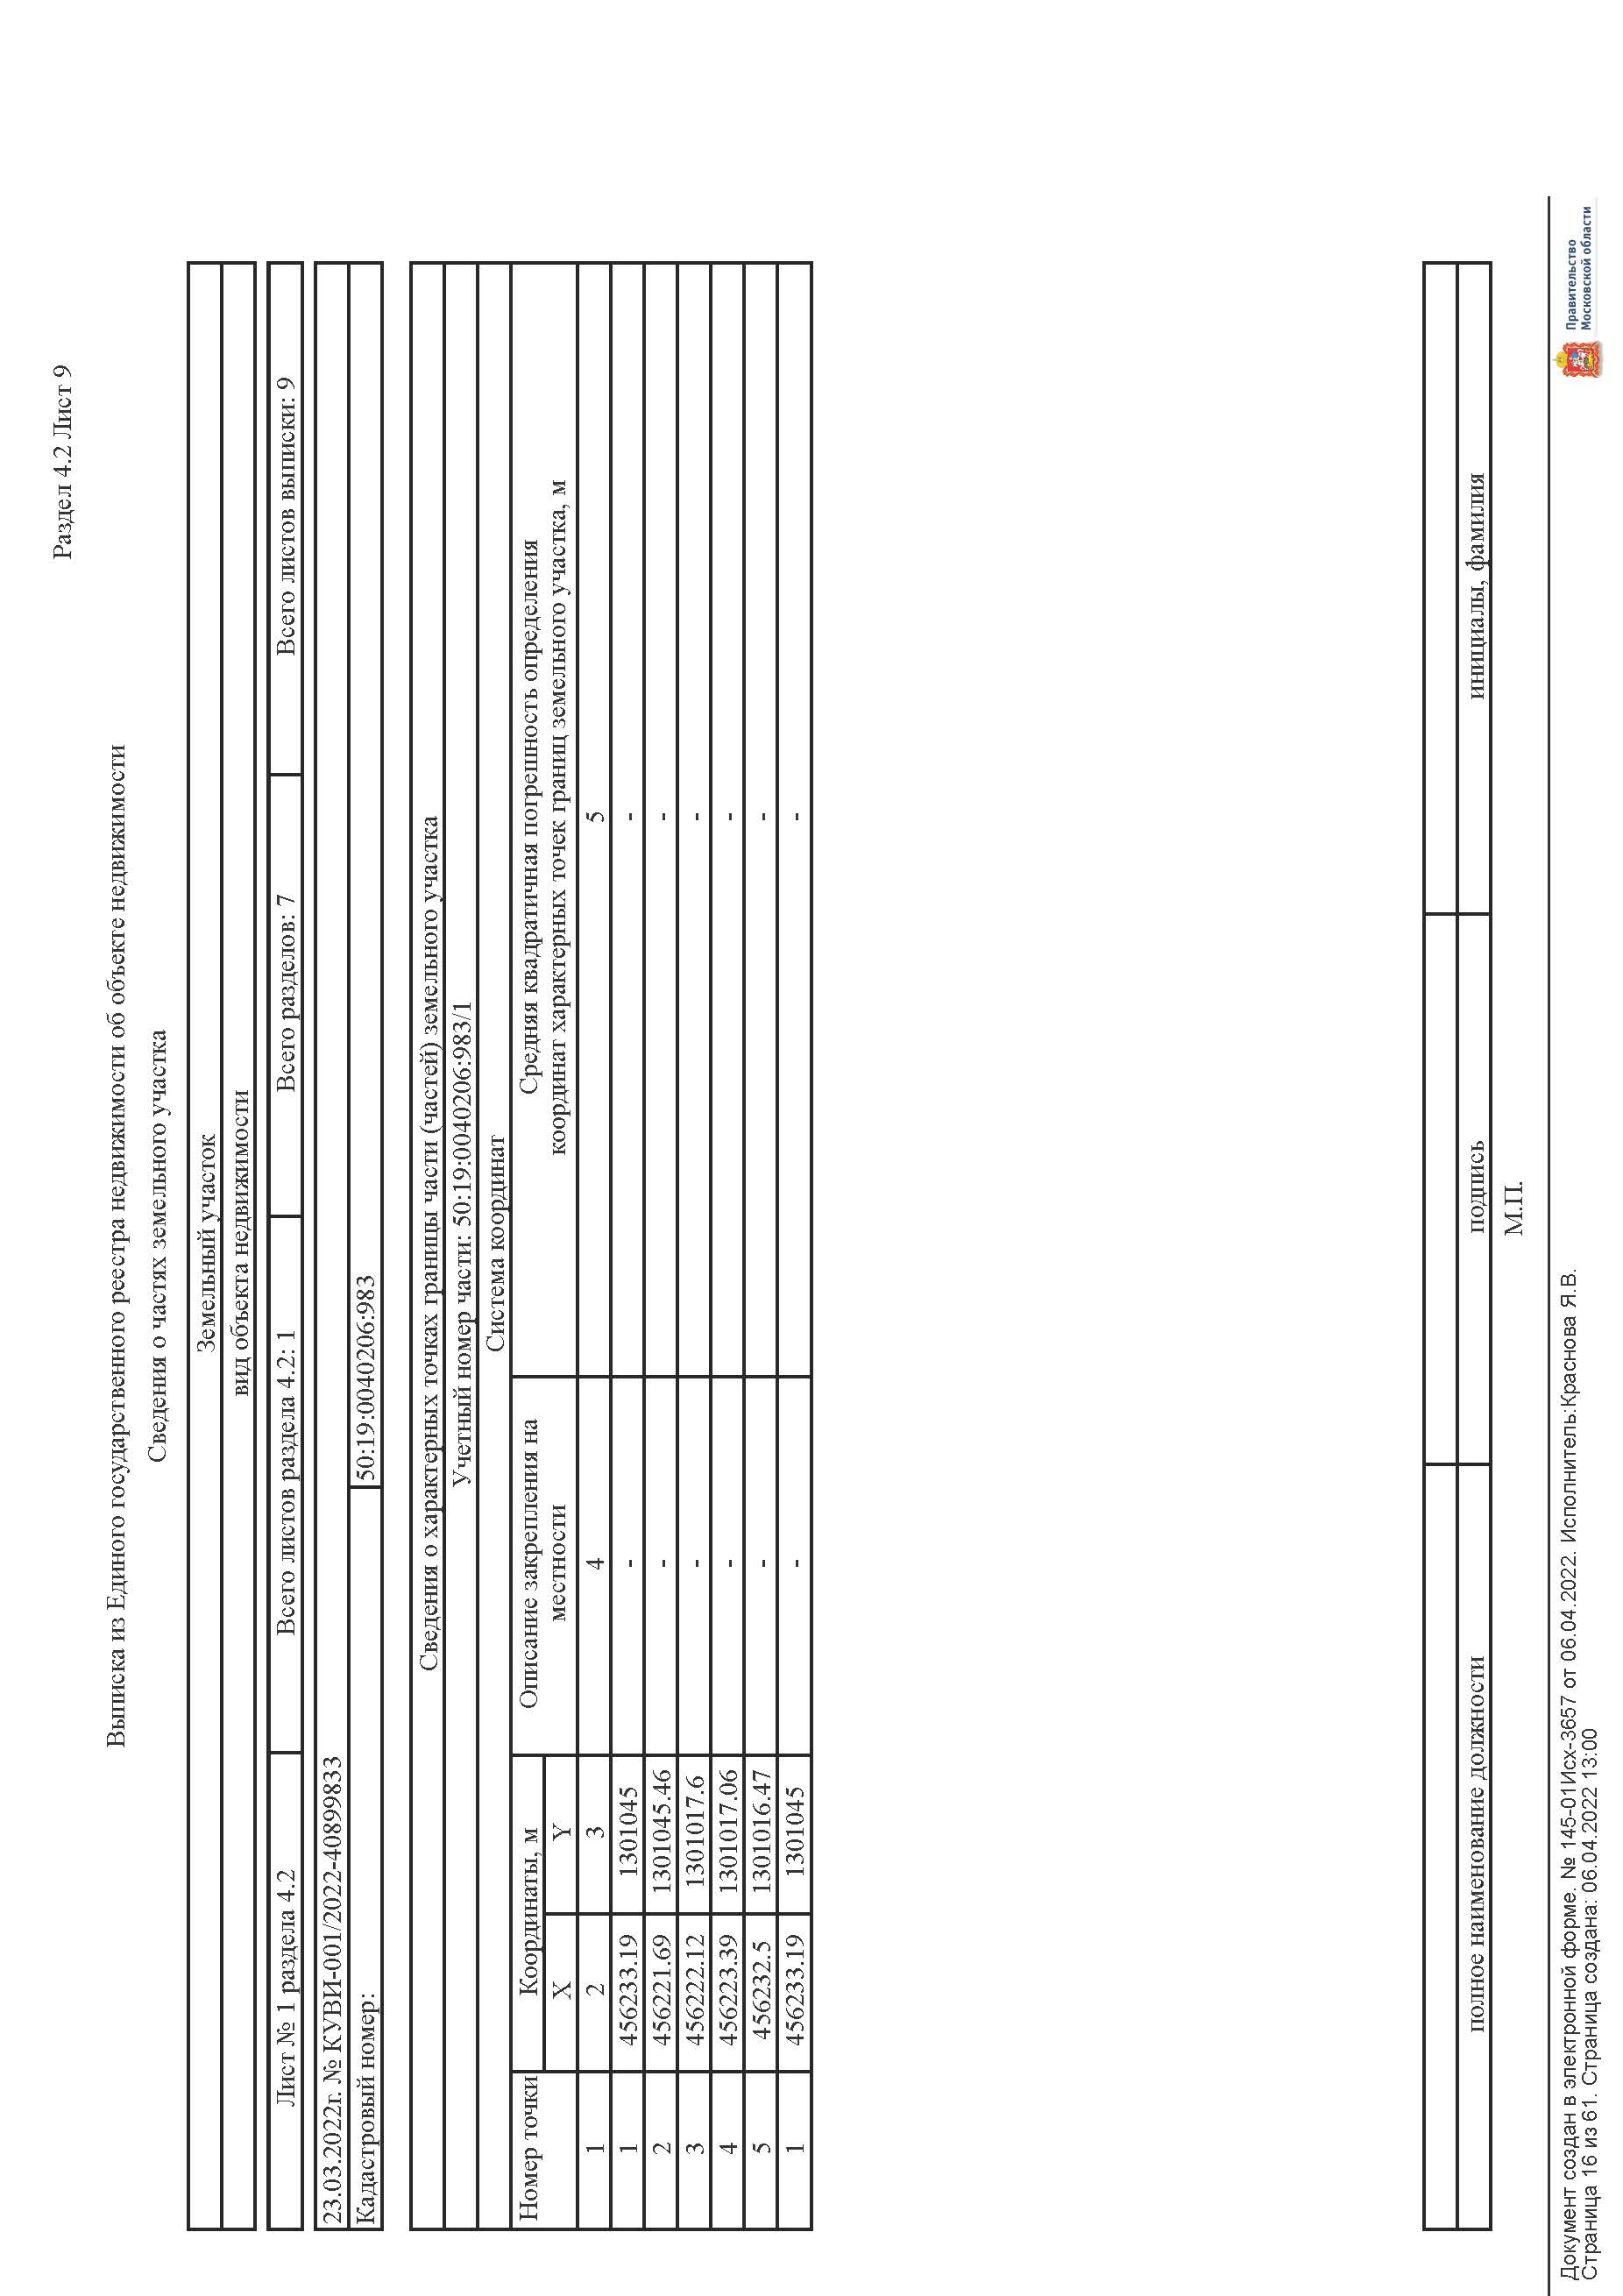 Раздел 4.2 Лист 9
Выписка из Единого государственного реестра недвижимости об объекте недвижимости
Сведения о частях земельного участка
Земельный участок
вид объекта недвижимости
Лист № 1 раздела 4.2 Всего листов раздела 4.2: 1 Всего разделов: 7 Всего листов выписки: 9
23.03.2022г. № КУВИ-001/2022-40899833
Кадастровый номер: 50:19:0040206:983
Сведения о характерных точках границы части (частей) земельного участка
Учетный номер части: 50:19:0040206:983/1
Система координат
Номер точки Координаты, м Описание закрепления на местности Средняя квадратичная погрешность определения
координат характерных точек границ земельного участка, м
X Y
1 2 3 4 5
1 456233.19 1301045 - -
2 456221.69 1301045.46 - -
3 456222.12 1301017.6 - -
4 456223.39 1301017.06 - -
5 456232.5 1301016.47 - -
1 456233.19 1301045 - -
полное наименование должности подпись инициалы, фамилия
М.П.
Документ создан в электронной форме. № 145-01Исх-3657 от 06.04.2022. Исполнитель:Краснова Я.В.
Страница 16 из 61. Страница создана: 06.04.2022 13:00
Правительство
Московской области